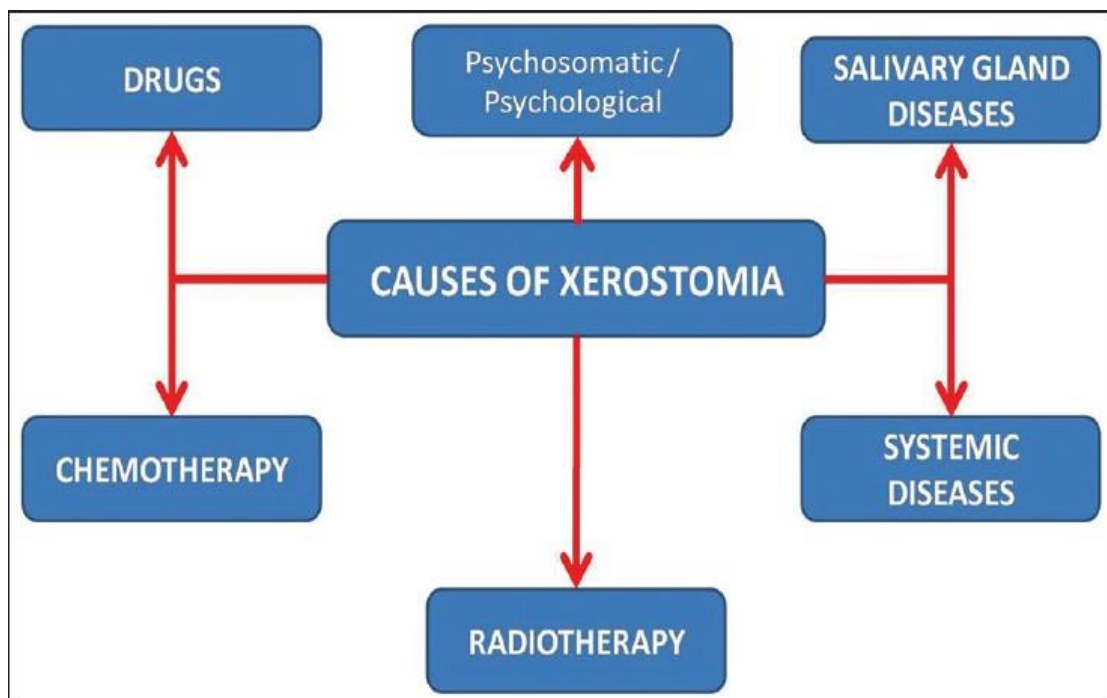 DRUGS
Psychosomatic/
Psychological
SALIVARY GLAND
DISEASES
CAUSES OF XEROSTOMIA
CHEMOTHERAPY
SYSTEMIC
DISEASES
RADIOTHERAPY